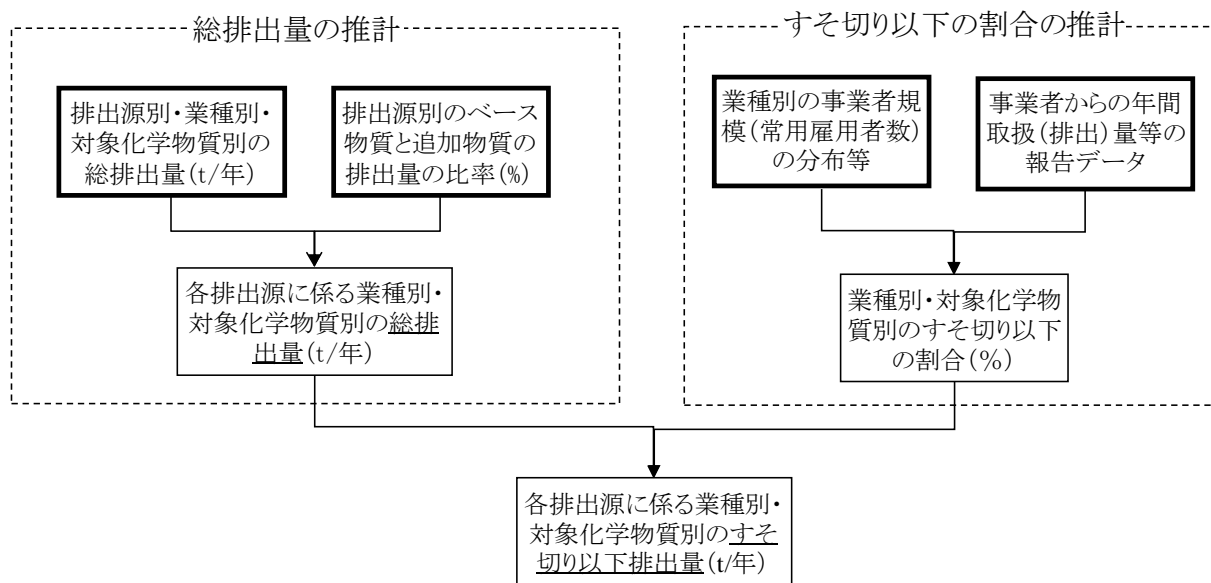 総排出量の推計
すそ切り以下の割合の推計
排出源別・業種別・
対象化学物質別の
総排出量(t/年)
排出源別のベース
物質と追加物質の
排出量の比率(%)
業種別の事業者規
模(常用雇用者数)
の分布等
事業者からの年間
取扱(排出)量等の
報告データ
各排出源に係る業種別・
対象化学物質別の総排
出量(t/年)
業種別・対象化学物
質別のすそ切り以下
の割合(%)
各排出源に係る業種別・
対象化学物質別のすそ
切り以下排出量(t/年)